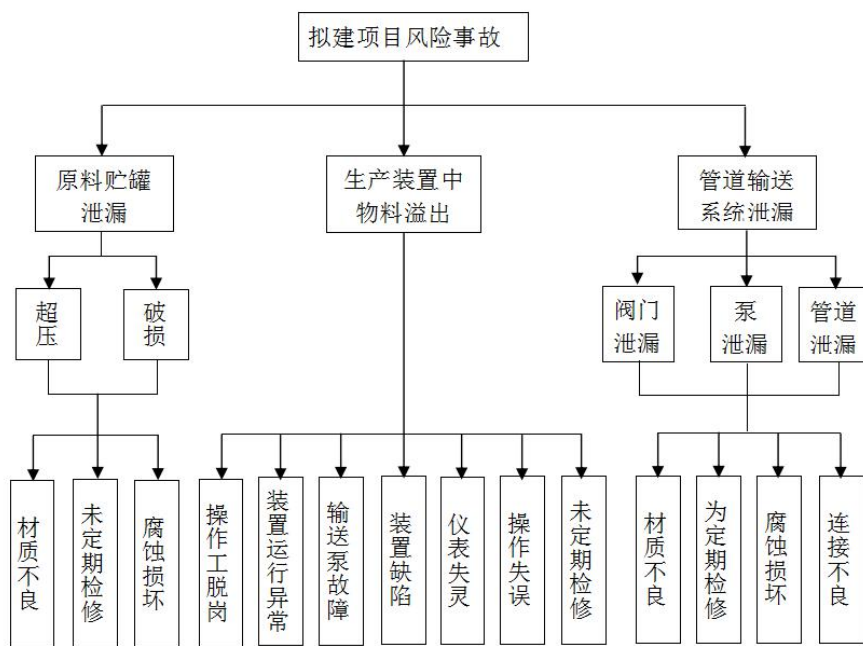 拟建项目风险事故
原料贮罐
泄漏
生产装置中
物料溢出
管道输送
系统泄漏
超压
破损
阀门
泄漏
泵
泄漏
管道
泄漏
材质不良
未定期检修
腐蚀损坏
操作工脱岗
装置运行异常
输送泵故障
装置缺陷
仪表失灵
操作失误
未定期检修
材质不良
为定期检修
腐蚀损坏
连接不良